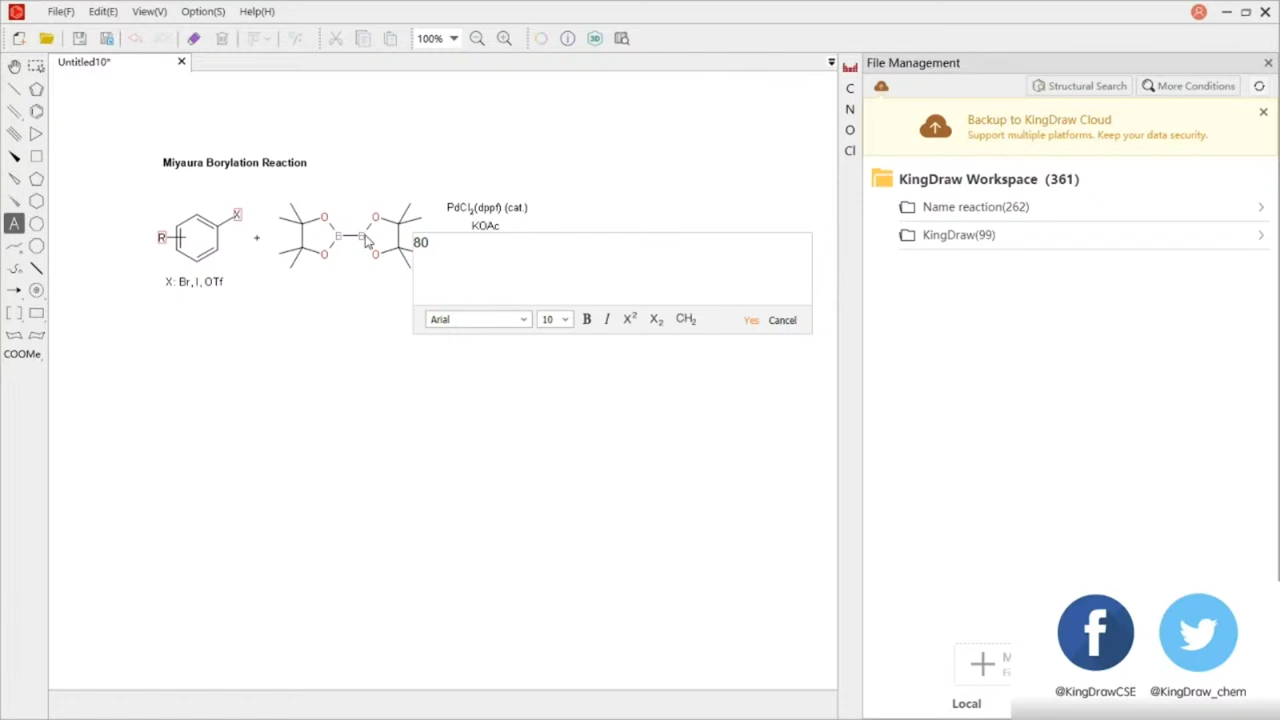 File(F) Edit(E) View(V) Option(S) Help(H)
100%
Untitled10*
File Management
Structural Search More Conditions
Backup to KingDraw Cloud
Support multiple platforms. Keep your data security.
KingDraw Workspace (361)
Name reaction(262)
KingDraw(99)
C
N
O
Cl
A
COOMe
3D
Miyaura Borylation Reaction
X
R
+
O O
B B
O O
X: Br, I, OTf
PdCl2(dppf) (cat.)
KOAc
80
Arial 10 B I X² X₂ CH₂ Yes Cancel
M
Fi
Local
f
@KingDrawCSE @KingDraw_chem